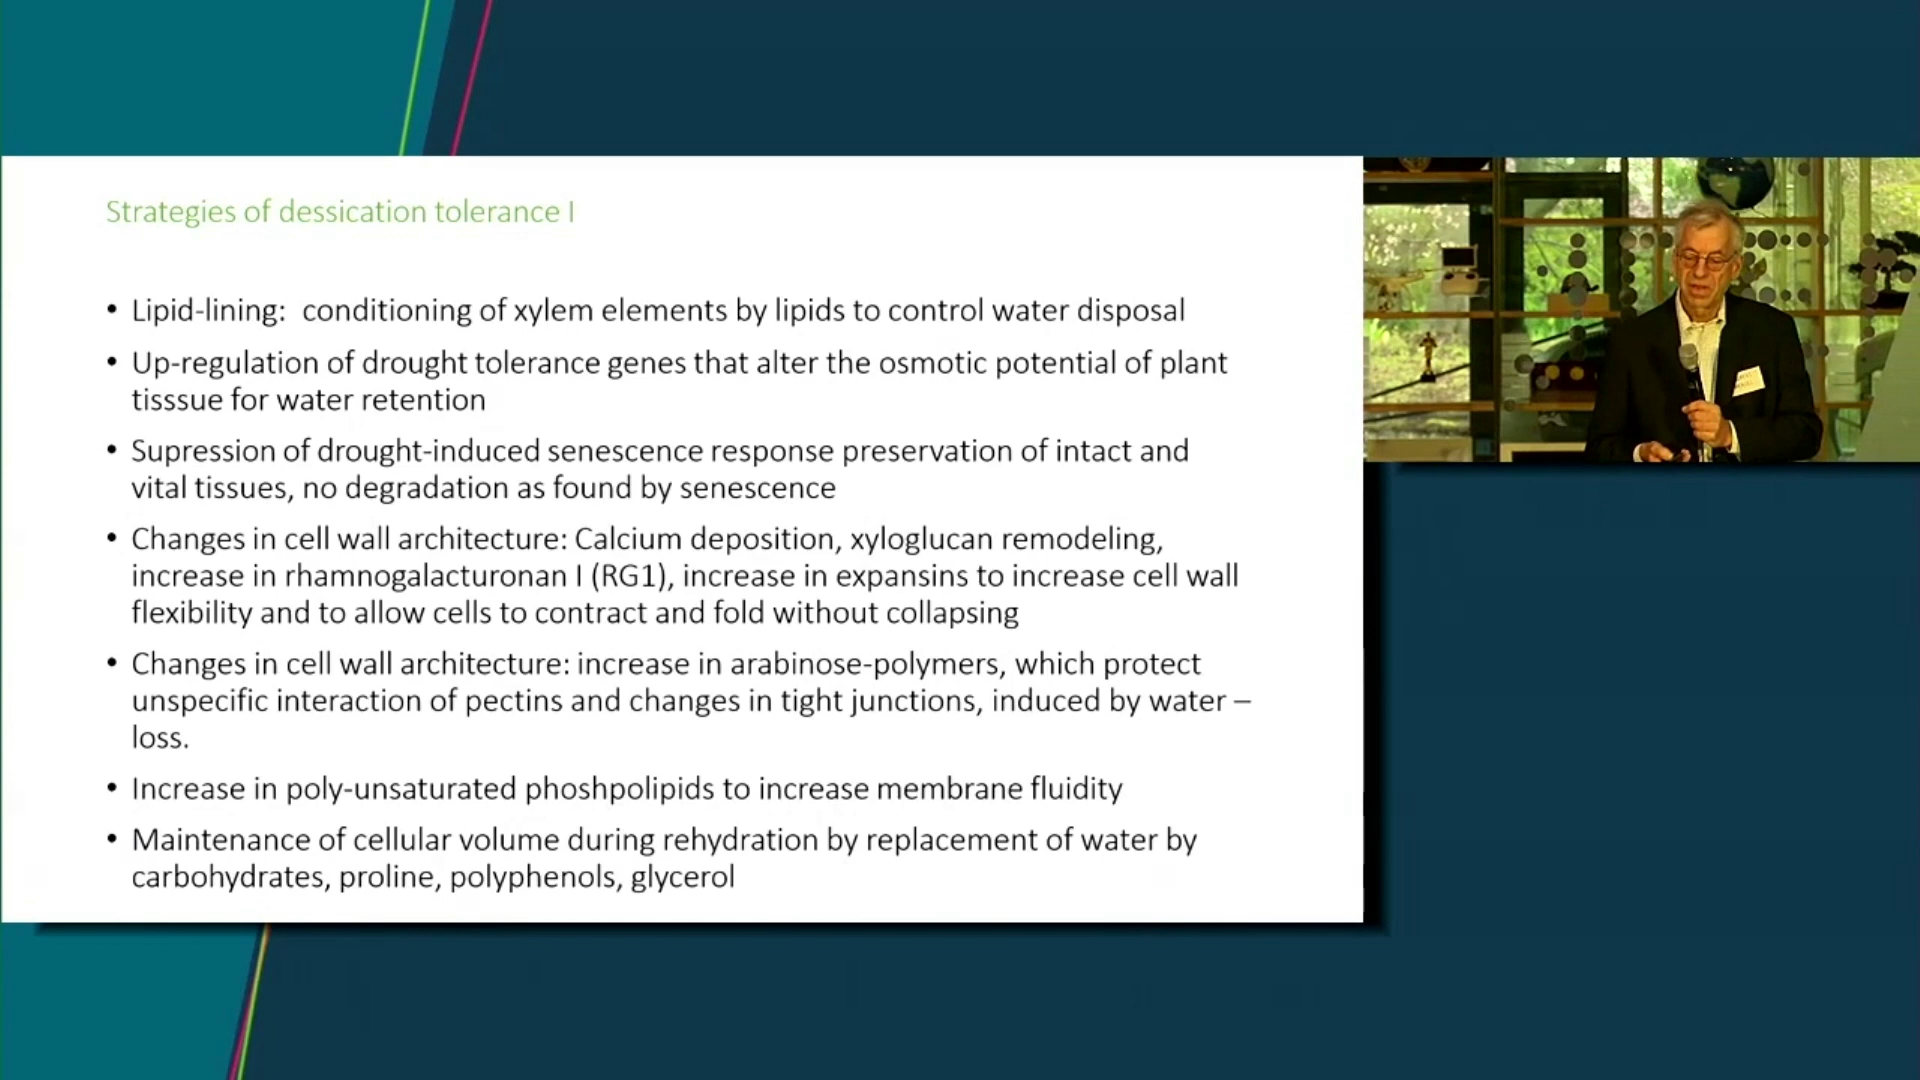 Strategies of dessication tolerance I
• Lipid-lining:  conditioning of xylem elements by lipids to control water disposal
• Up-regulation of drought tolerance genes that alter the osmotic potential of plant
tisssue for water retention
• Supression of drought-induced senescence response preservation of intact and
vital tissues, no degradation as found by senescence
• Changes in cell wall architecture: Calcium deposition, xyloglucan remodeling,
increase in rhamnogalacturonan I (RG1), increase in expansins to increase cell wall
flexibility and to allow cells to contract and fold without collapsing
• Changes in cell wall architecture: increase in arabinose-polymers, which protect
unspecific interaction of pectins and changes in tight junctions, induced by water –
loss.
• Increase in poly-unsaturated phoshpolipids to increase membrane fluidity
• Maintenance of cellular volume during rehydration by replacement of water by
carbohydrates, proline, polyphenols, glycerol